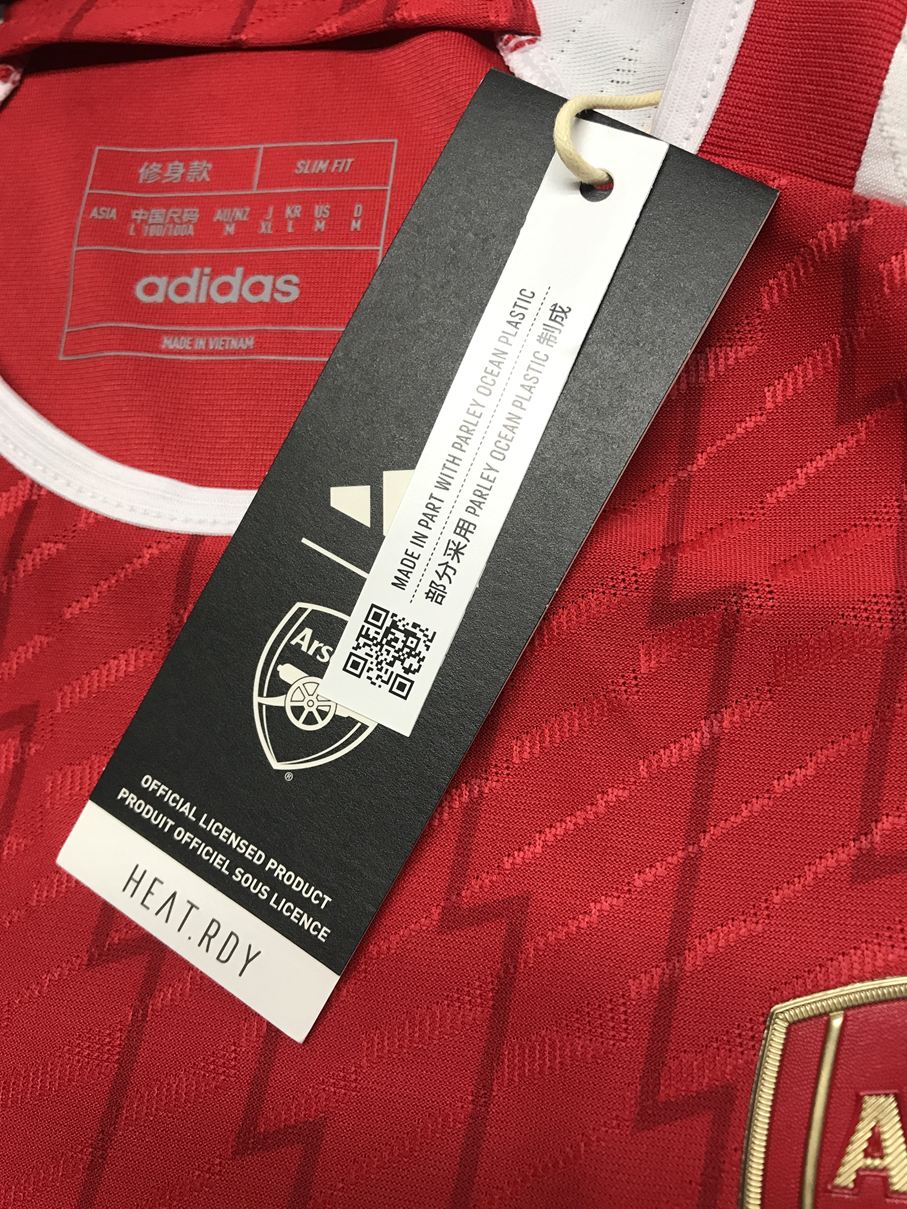 修身款 SLIM FIT
ASIA 中国尺码 AU/NZ J KR US D
L 180/100A M XL L M M
adidas
MADE IN VIETNAM
MADE IN PART WITH PARLEY OCEAN PLASTIC
部分采用 PARLEY OCEAN PLASTIC 制成
Ars
®
OFFICIAL LICENSED PRODUCT
PRODUIT OFFICIEL SOUS LICENCE
HEAT.RDY
A